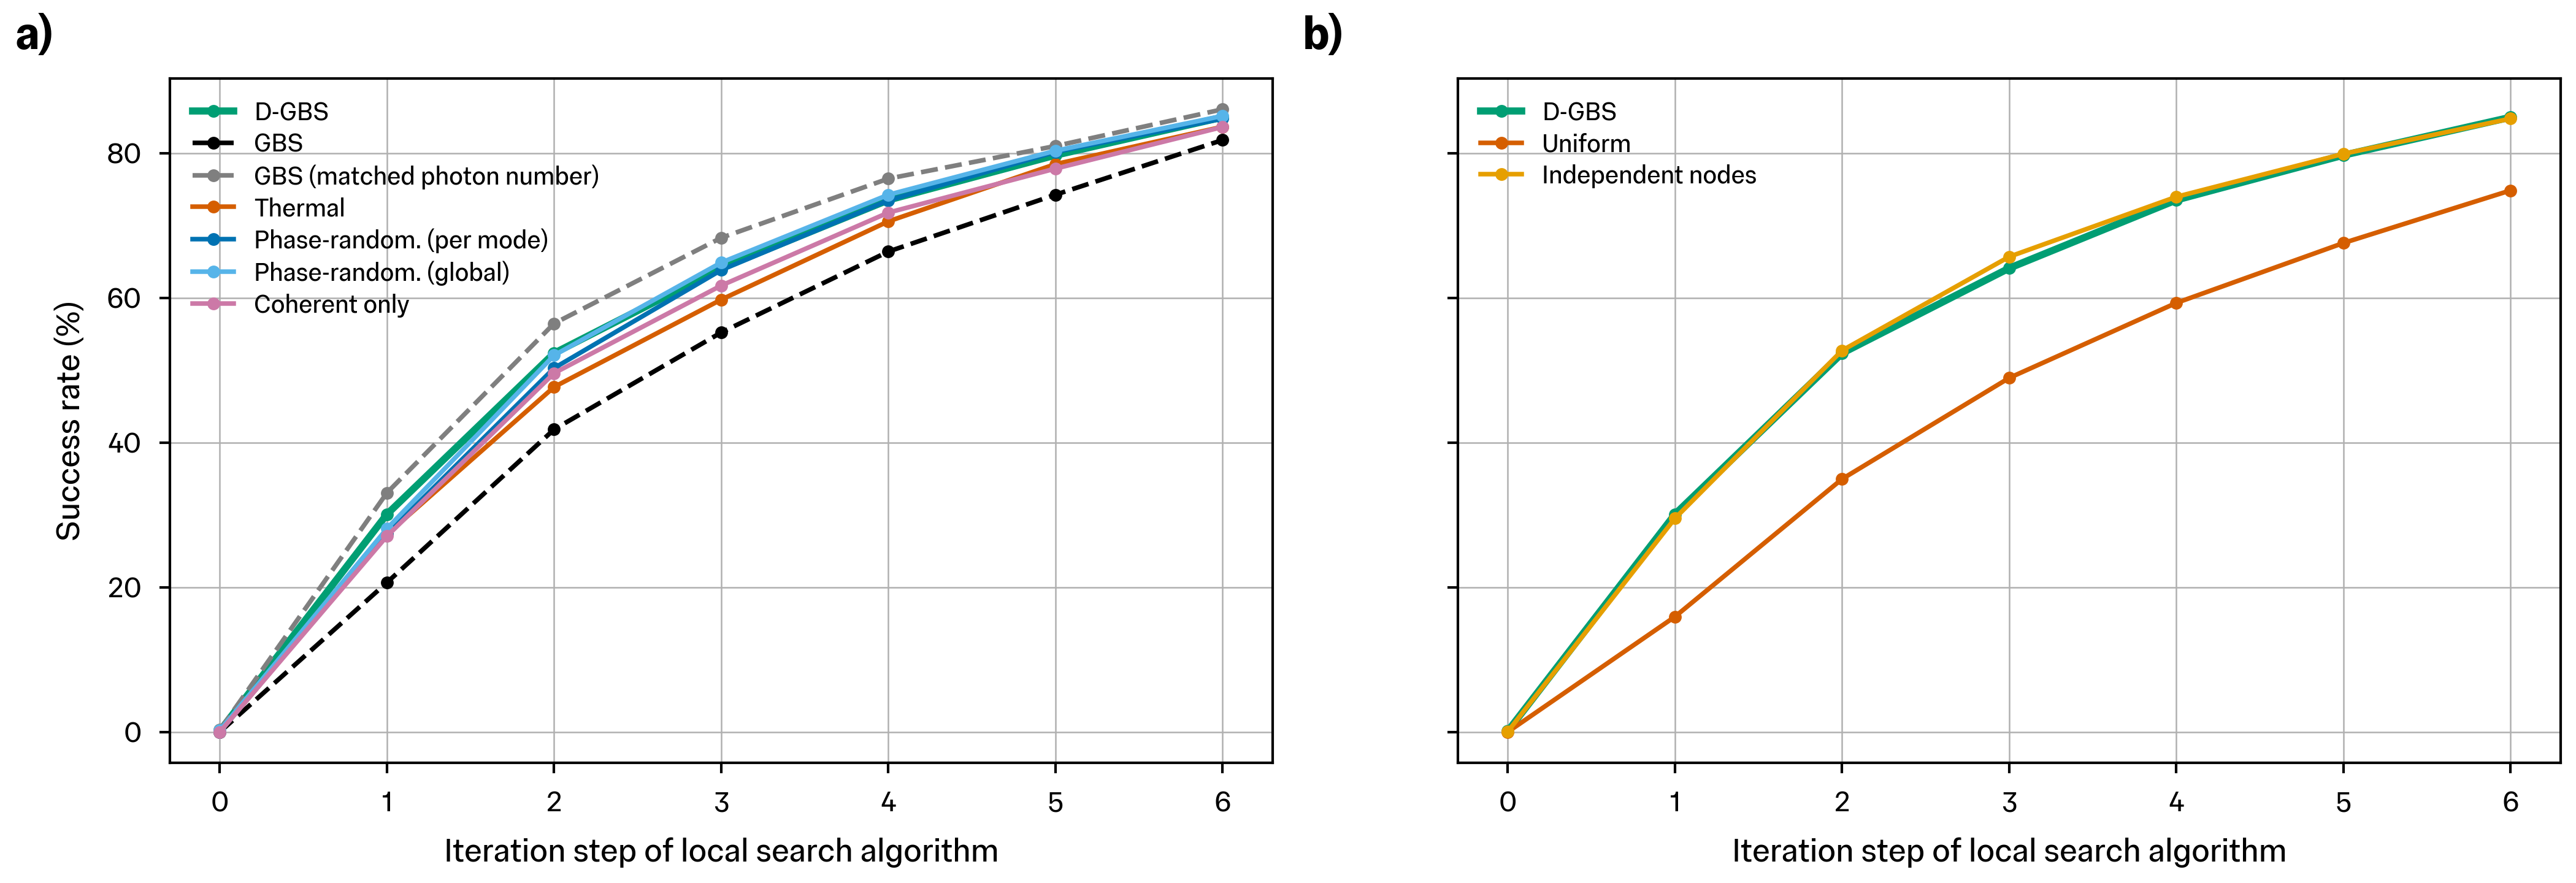 a)
D-GBS
GBS
GBS (matched photon number)
Thermal
Phase-random. (per mode)
Phase-random. (global)
Coherent only
Success rate (%)
80
60
40
20
0
0 1 2 3 4 5 6
Iteration step of local search algorithm
b)
D-GBS
Uniform
Independent nodes
0 1 2 3 4 5 6
Iteration step of local search algorithm